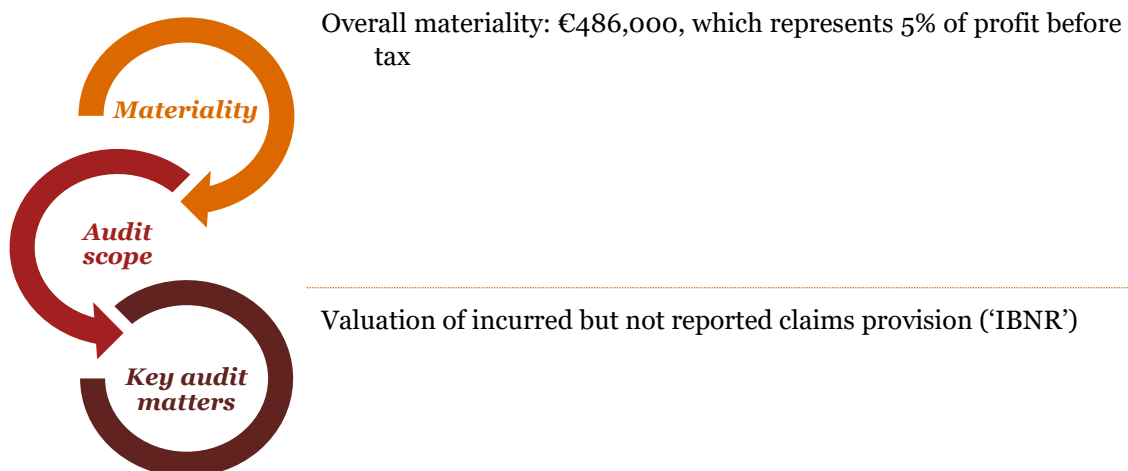 Overall materiality: €486,000, which represents 5% of profit before
tax
Materiality
Audit
scope
Valuation of incurred but not reported claims provision (‘IBNR’)
Key audit
matters